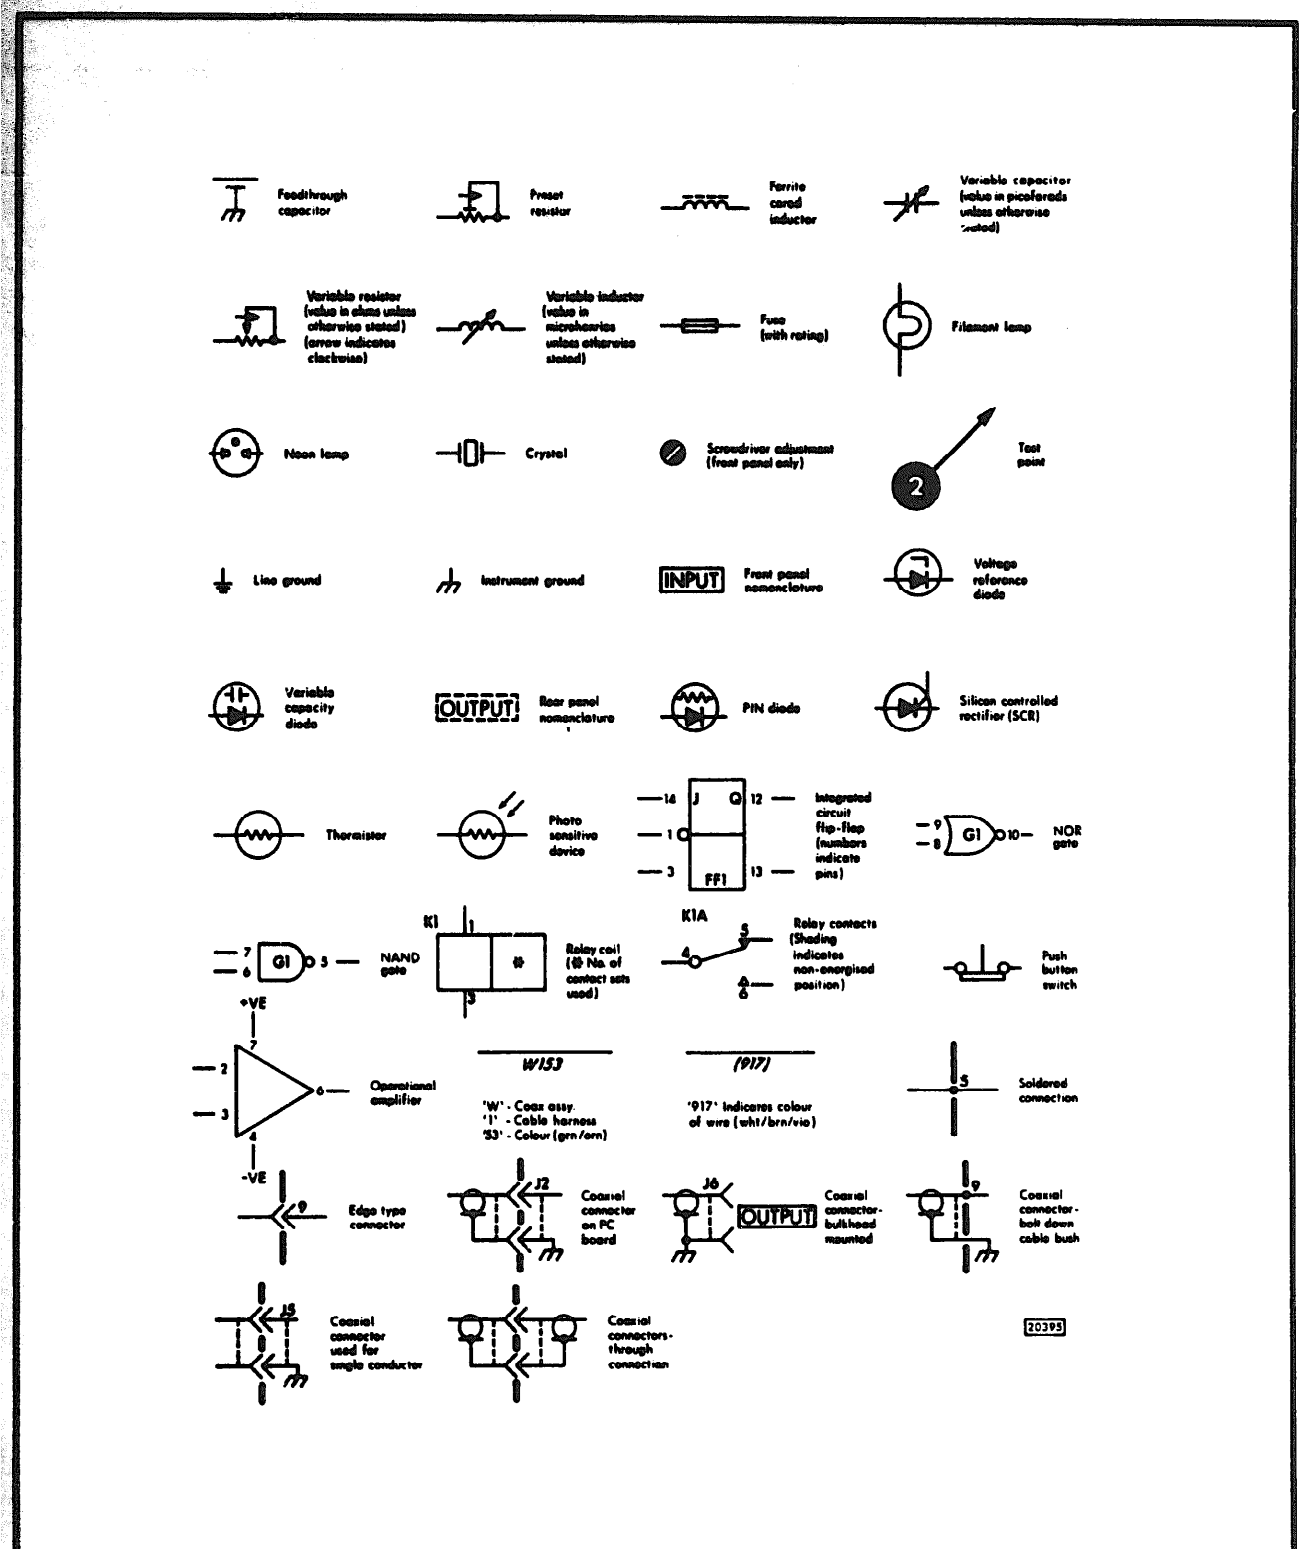 Feedthrough
capacitor
Preset
resistor
Ferrite
cored
inductor
Variable capacitor
(value in picofarads
unless otherwise
stated)
Variable resistor
(value in ohms unless
otherwise stated)
(arrow indicates
clockwise)
Variable inductor
(value in
microhenries
unless otherwise
stated)
Fuse
(with rating)
Filament lamp
Neon lamp
Crystal
Screwdriver adjustment
(front panel only)
2
Test
point
Line ground
Instrument ground
INPUT
Front panel
nomenclature
Voltage
reference
diode
Variable
capacity
diode
OUTPUT
Rear panel
nomenclature
PIN diode
Silicon controlled
rectifier (SCR)
Thermistor
Photo
sensitive
device
14 J Q 12
1
3 FF1 13
Integrated
circuit
flip-flop
(numbers
indicate
pins)
9
8
G1
10
NOR
gate
7
6
G1
3
NAND
gate
K1
1
*
3
Relay coil
(* No. of
contact sets
used)
K1A
5
4
6
Relay contacts
(Shading
indicates
non-energised
position)
Push
button
switch
+VE
7
2
3
6
4
-VE
Operational
amplifier
W153
'W' - Coax assy.
'1' - Cable harness
'53' - Colour (grn/orn)
(917)
'917' Indicates colour
of wire (wht/brn/vio)
5
Soldered
connection
9
Edge type
connector
J2
Coaxial
connector
on PC
board
J6
OUTPUT
Coaxial
connector-
bulkhead
mounted
9
Coaxial
connector-
bolt down
cable bush
J5
Coaxial
connector
used for
single conductor
Coaxial
connectors-
through
connection
20395